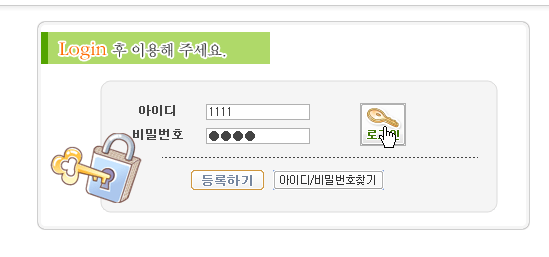 Login 후 이용해 주세요.
아이디 1111
비밀번호 ●●●●
등록하기 아이디/비밀번호찾기